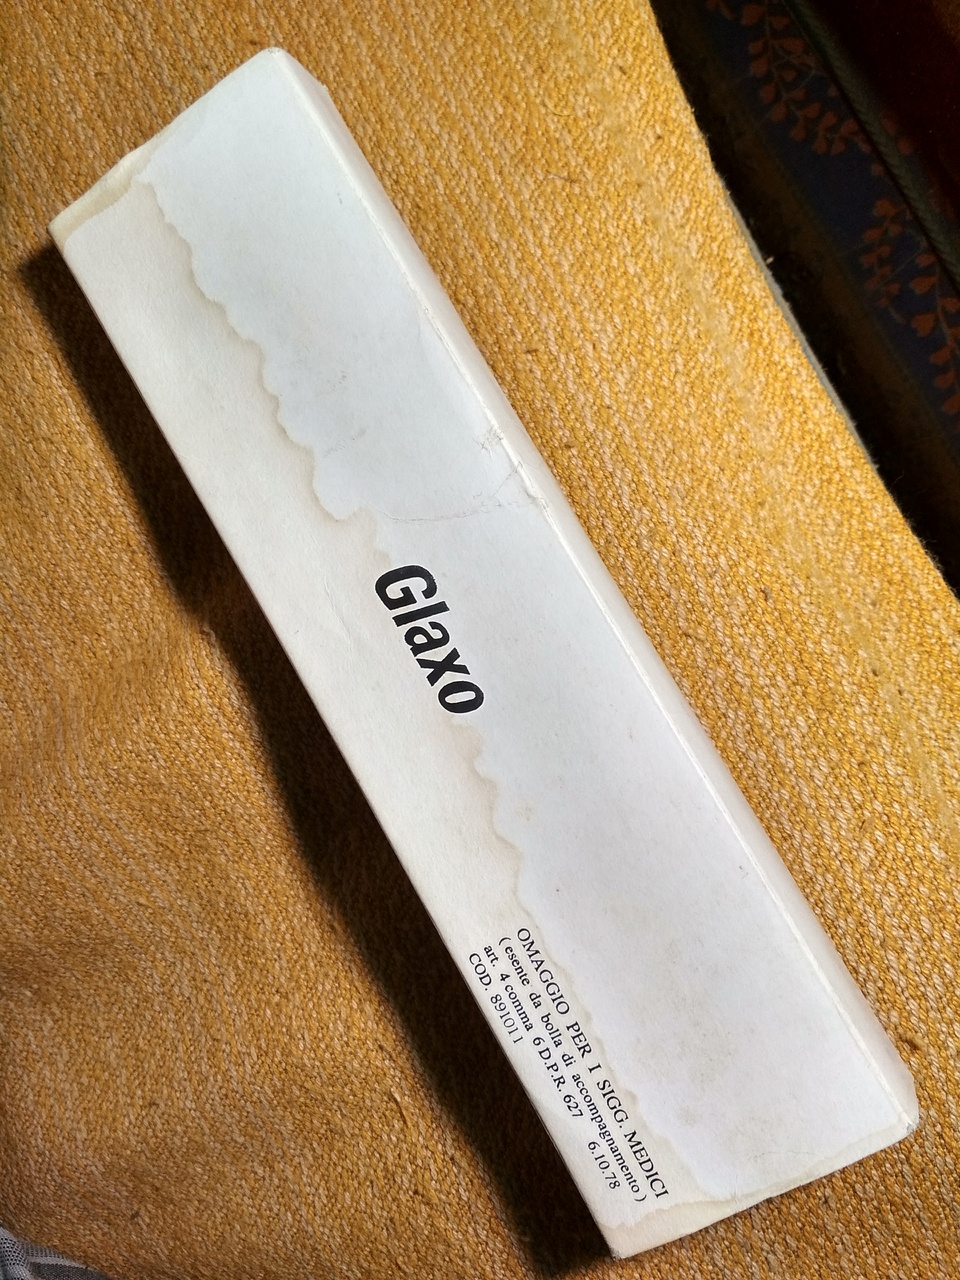 Glaxo
OMAGGIO PER I SIGG. MEDICI
( esente da bolla di accompagnamento )
art. 4 comma 6 D.P.R. 627 6.10.78
COD. 891011